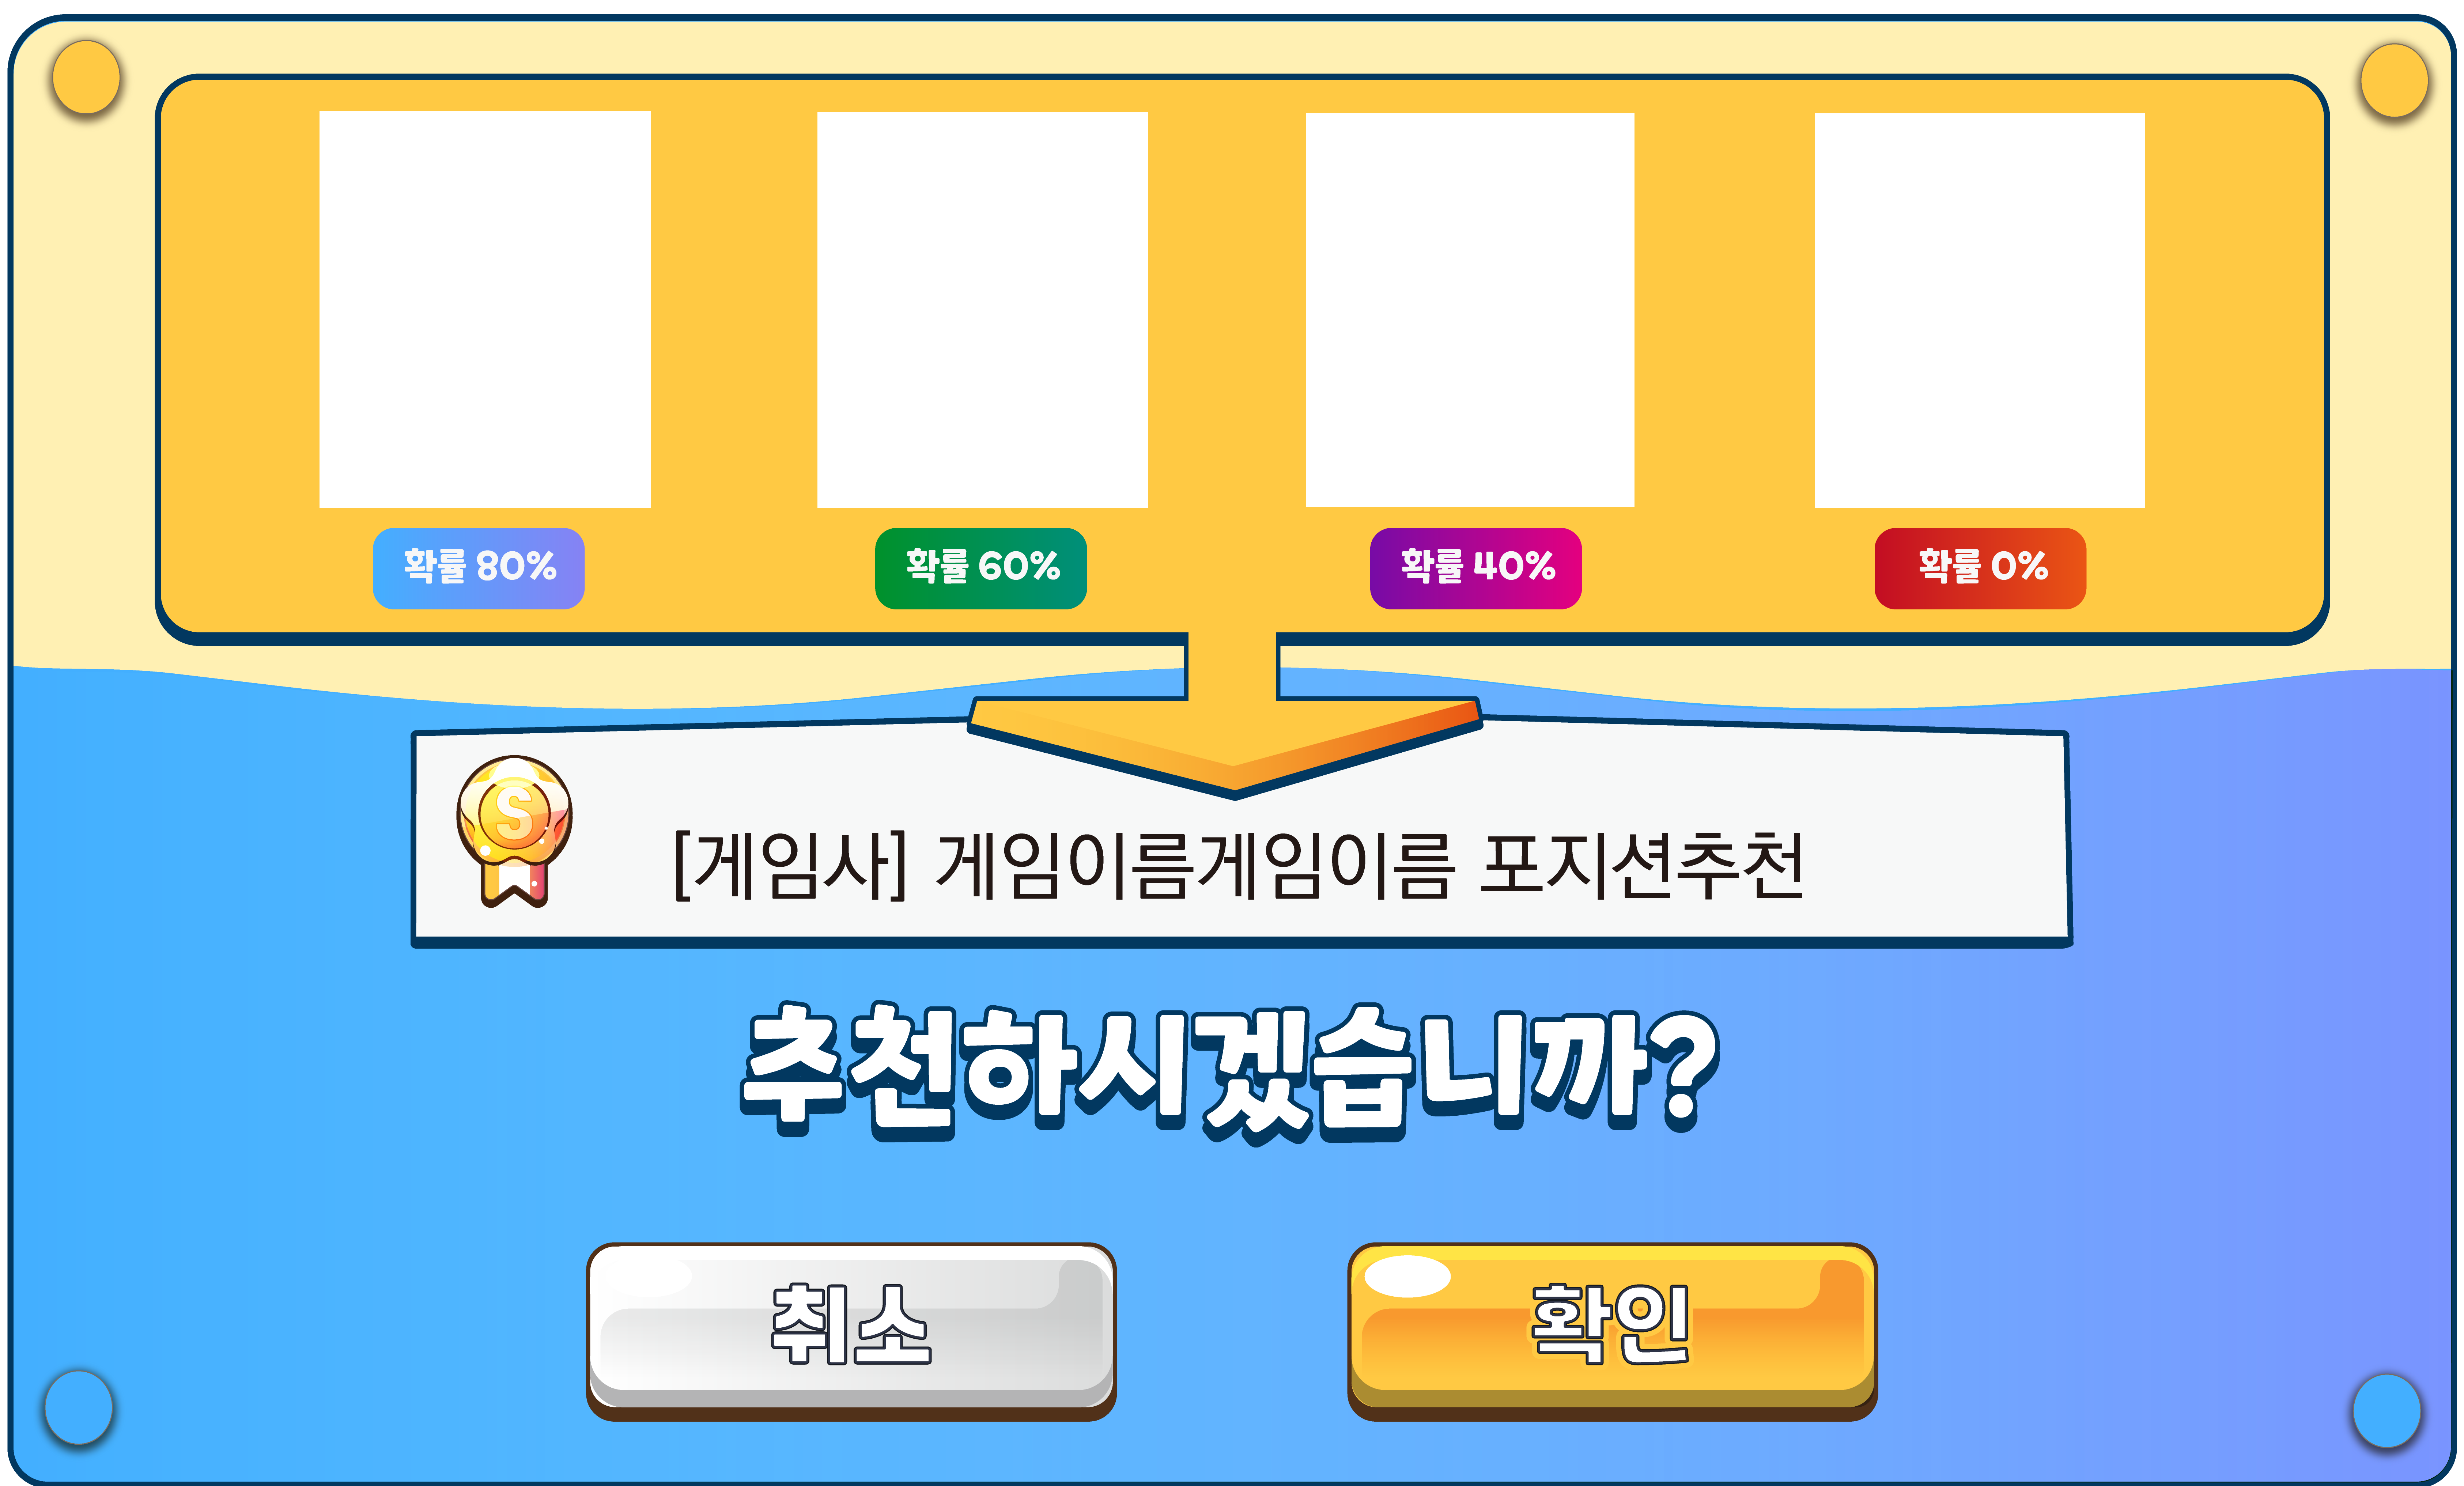 확률 80%
확률 60%
확률 40%
확률 0%
S
[게임사] 게임이름게임이름 포지션추천
추천하시겠습니까?
취소
확인